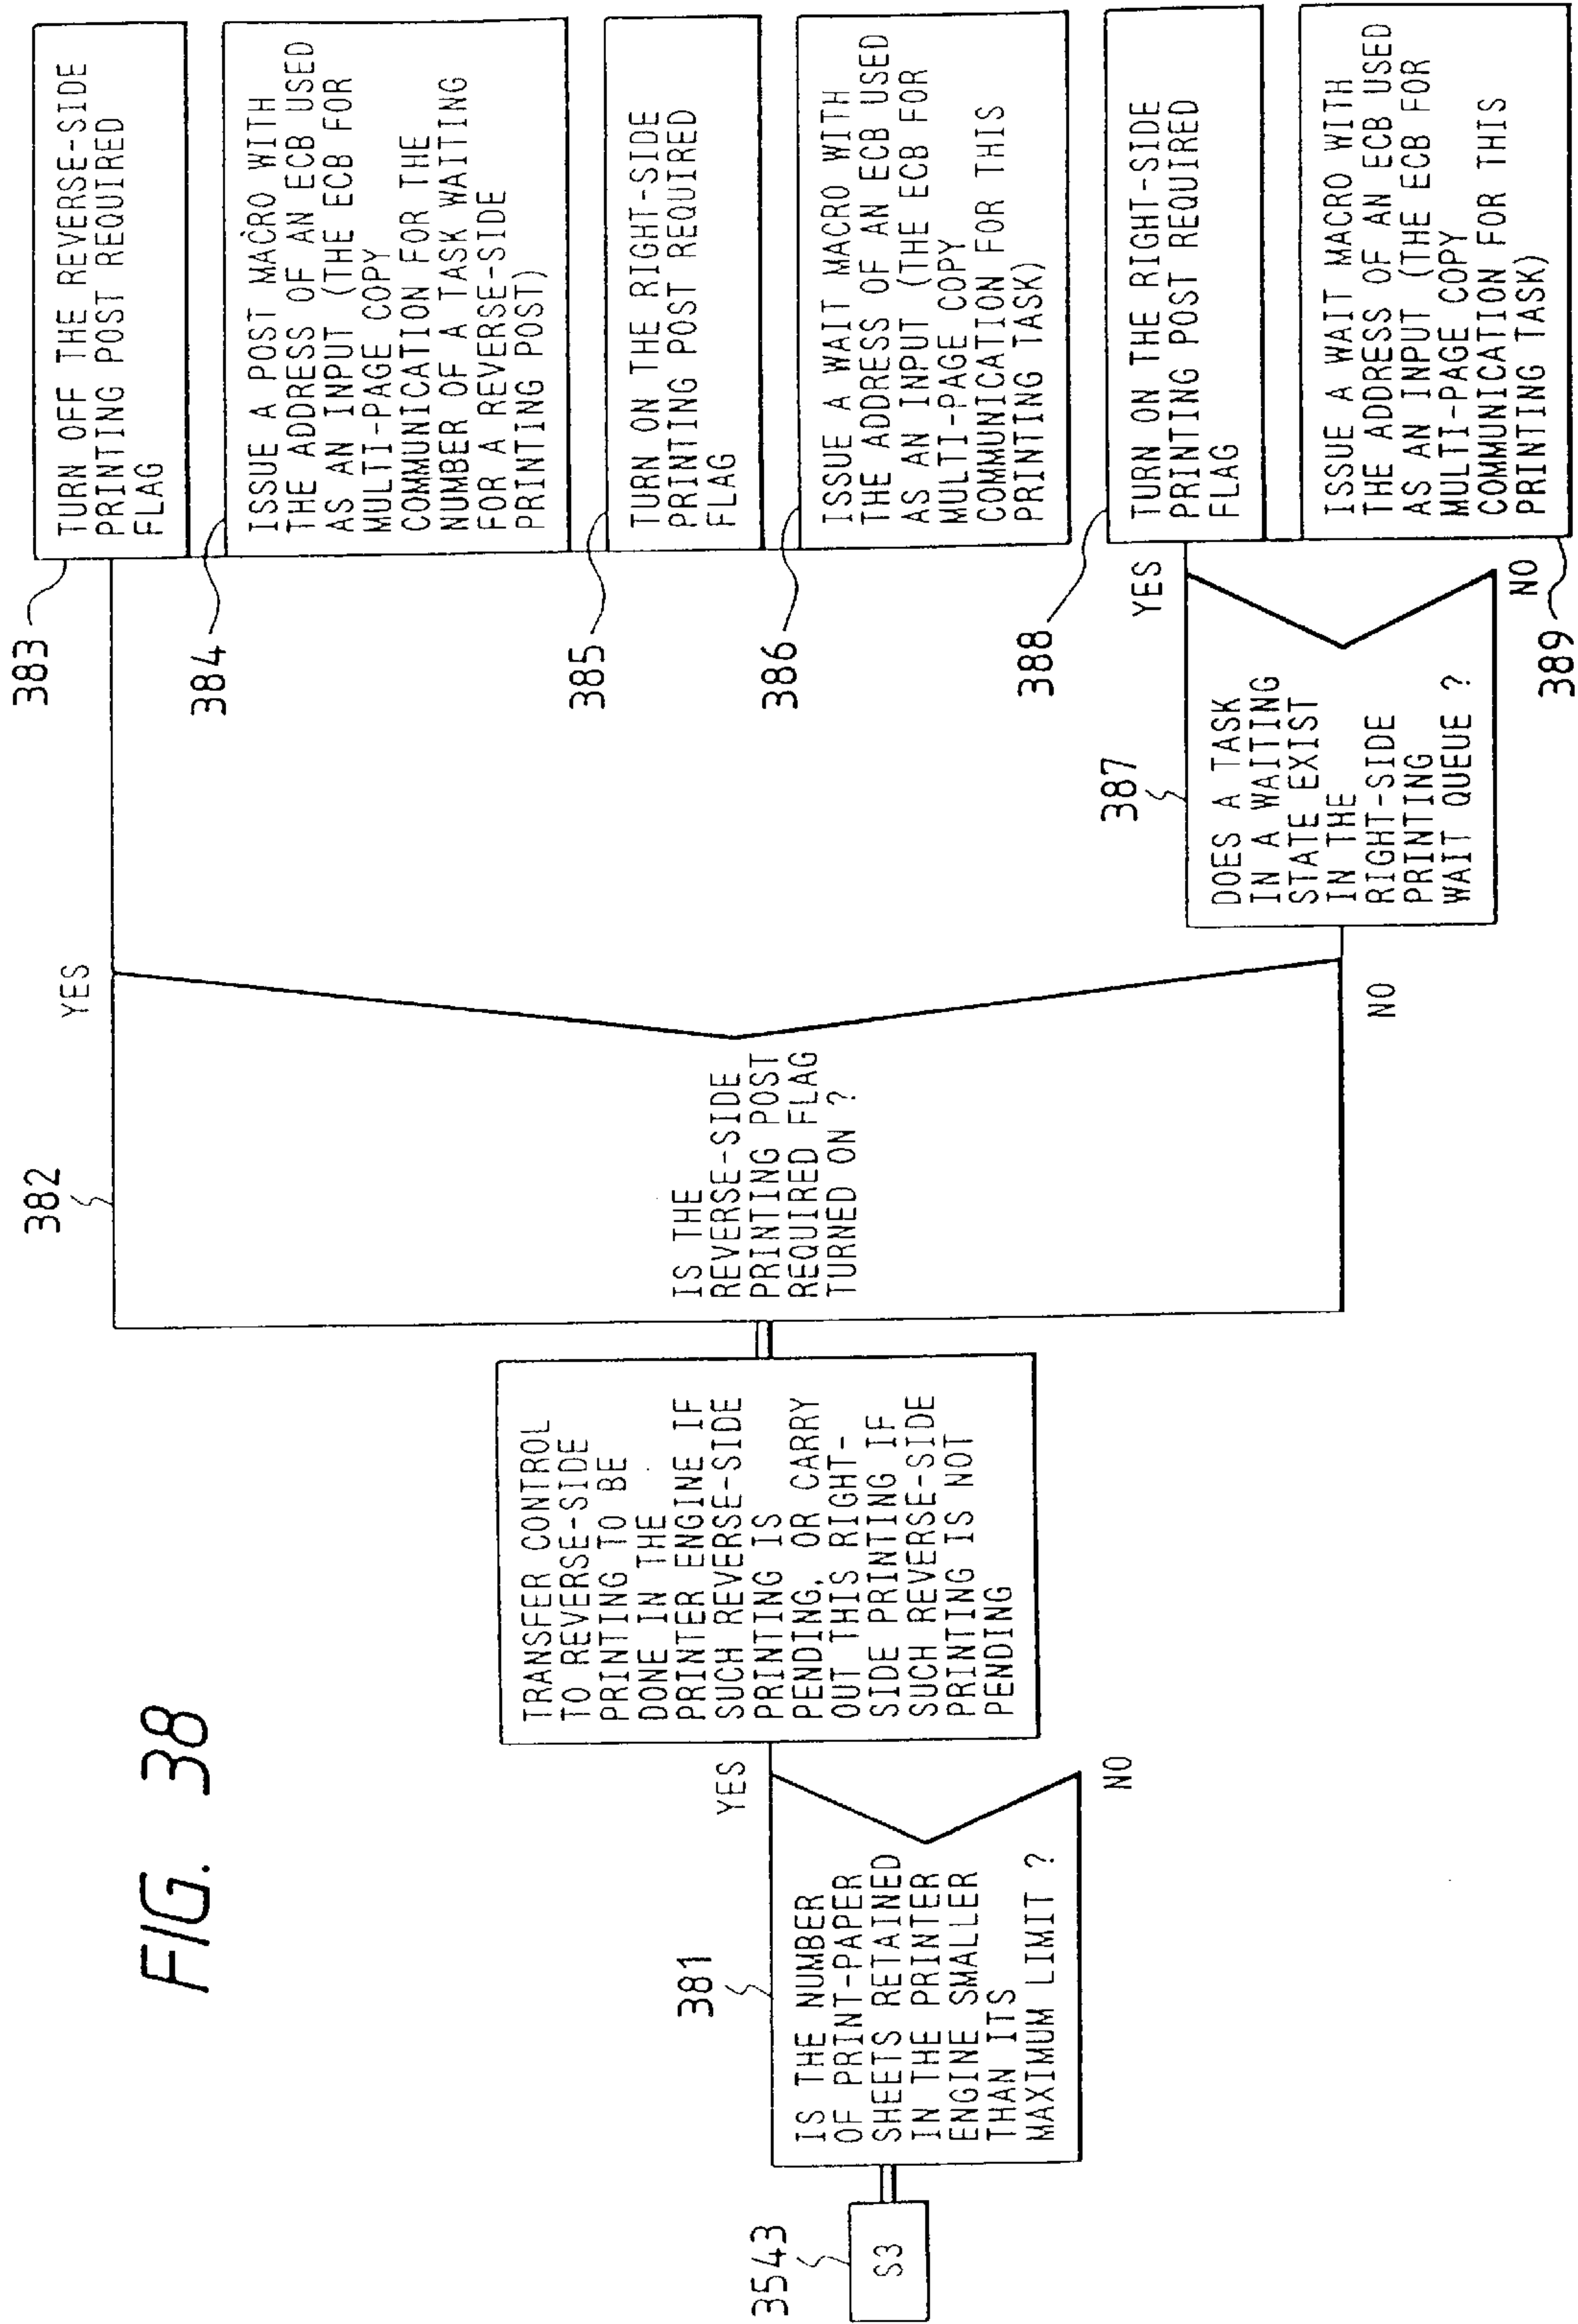 FIG. 38
3543
S3
381
IS THE NUMBER
OF PRINT-PAPER
SHEETS RETAINED
IN THE PRINTER
ENGINE SMALLER
THAN ITS
MAXIMUM LIMIT ?
YES
NO
TRANSFER CONTROL
TO REVERSE-SIDE
PRINTING TO BE
DONE IN THE
PRINTER ENGINE IF
SUCH REVERSE-SIDE
PRINTING IS
PENDING, OR CARRY
OUT THIS RIGHT-
SIDE PRINTING IF
SUCH REVERSE-SIDE
PRINTING IS NOT
PENDING
382
IS THE
REVERSE-SIDE
PRINTING POST
REQUIRED FLAG
TURNED ON ?
YES
NO
383
TURN OFF THE REVERSE-SIDE
PRINTING POST REQUIRED
FLAG
384
ISSUE A POST MACRO WITH
THE ADDRESS OF AN ECB USED
AS AN INPUT (THE ECB FOR
MULTI-PAGE COPY
COMMUNICATION FOR THE
NUMBER OF A TASK WAITING
FOR A REVERSE-SIDE
PRINTING POST)
385
TURN ON THE RIGHT-SIDE
PRINTING POST REQUIRED
FLAG
386
ISSUE A WAIT MACRO WITH
THE ADDRESS OF AN ECB USED
AS AN INPUT (THE ECB FOR
MULTI-PAGE COPY
COMMUNICATION FOR THIS
PRINTING TASK)
387
DOES A TASK
IN A WAITING
STATE EXIST
IN THE
RIGHT-SIDE
PRINTING
WAIT QUEUE ?
YES
NO
388
TURN ON THE RIGHT-SIDE
PRINTING POST REQUIRED
FLAG
389
ISSUE A WAIT MACRO WITH
THE ADDRESS OF AN ECB USED
AS AN INPUT (THE ECB FOR
MULTI-PAGE COPY
COMMUNICATION FOR THIS
PRINTING TASK)